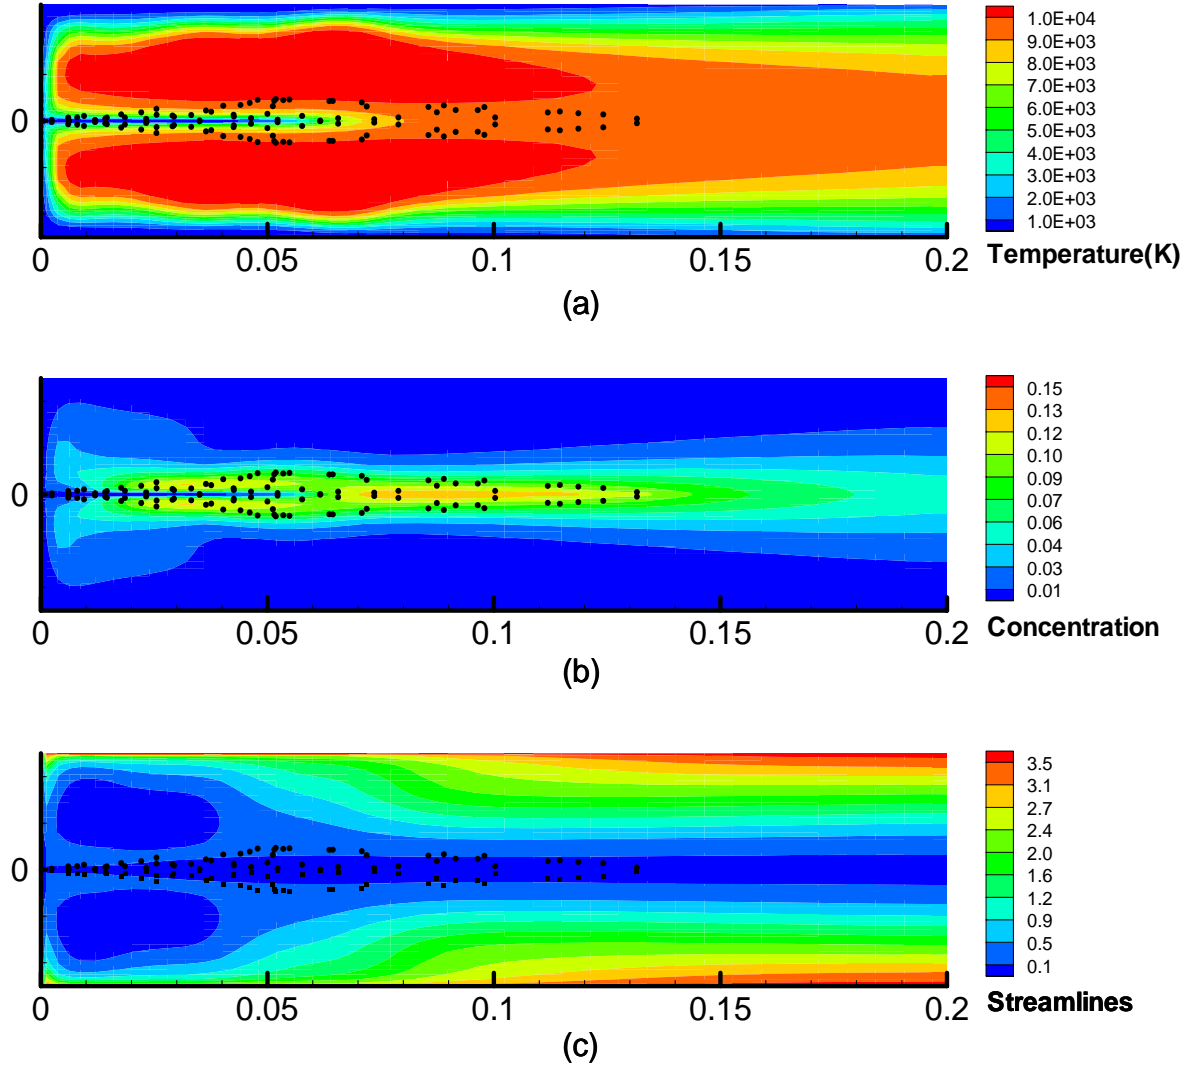 1.0E+04
9.0E+03
8.0E+03
7.0E+03
6.0E+03
5.0E+03
4.0E+03
3.0E+03
2.0E+03
1.0E+03
Temperature(K)
0
0 0.05 0.1 0.15 0.2
(a)
0.15
0.13
0.12
0.09
0.07
0.06
0.04
0.03
0.01
Concentration
0
0 0.05 0.1 0.15 0.2
(b)
3.5
3.1
2.7
2.4
2.0
1.6
1.2
0.9
0.5
0.1
Streamlines
0
0 0.05 0.1 0.15 0.2
(c)